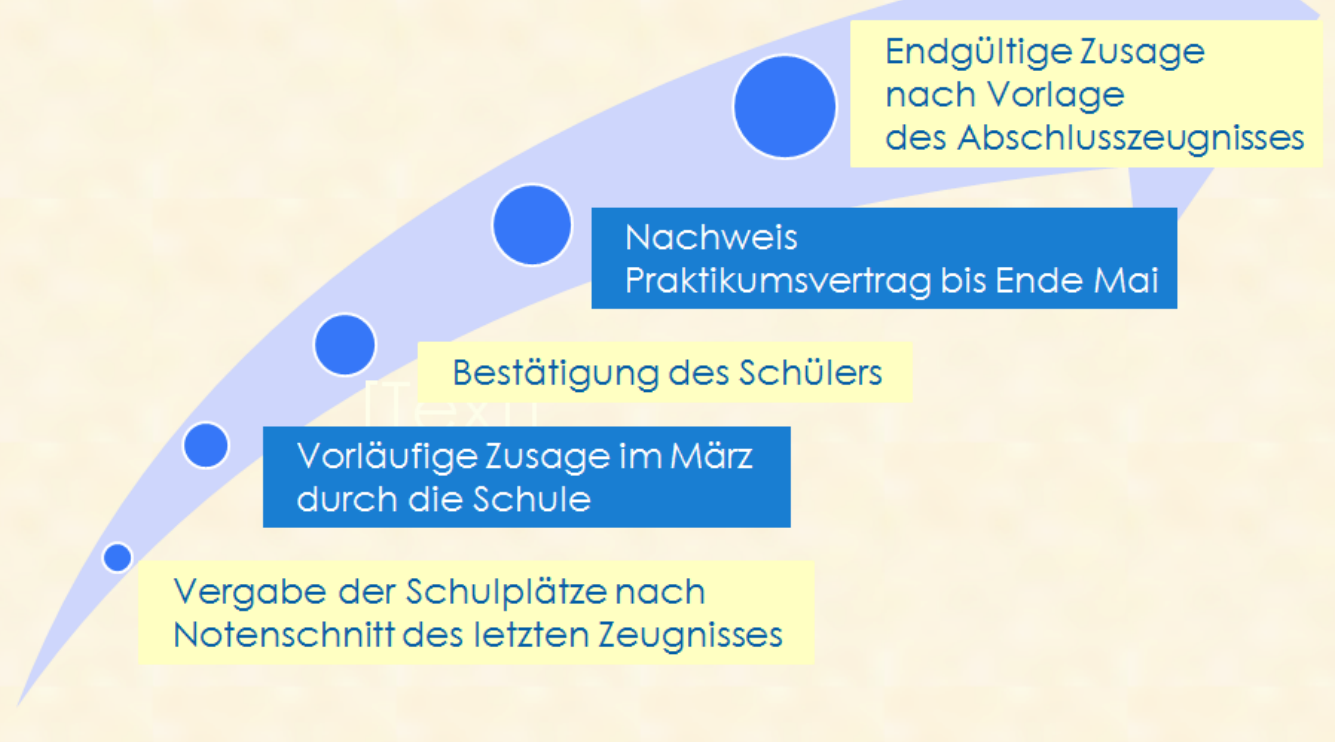 Endgültige Zusage
nach Vorlage
des Abschlusszeugnisses
Nachweis
Praktikumsvertrag bis Ende Mai
Bestätigung des Schülers
[Text]
Vorläufige Zusage im März
durch die Schule
Vergabe der Schulplätze nach
Notenschnitt des letzten Zeugnisses